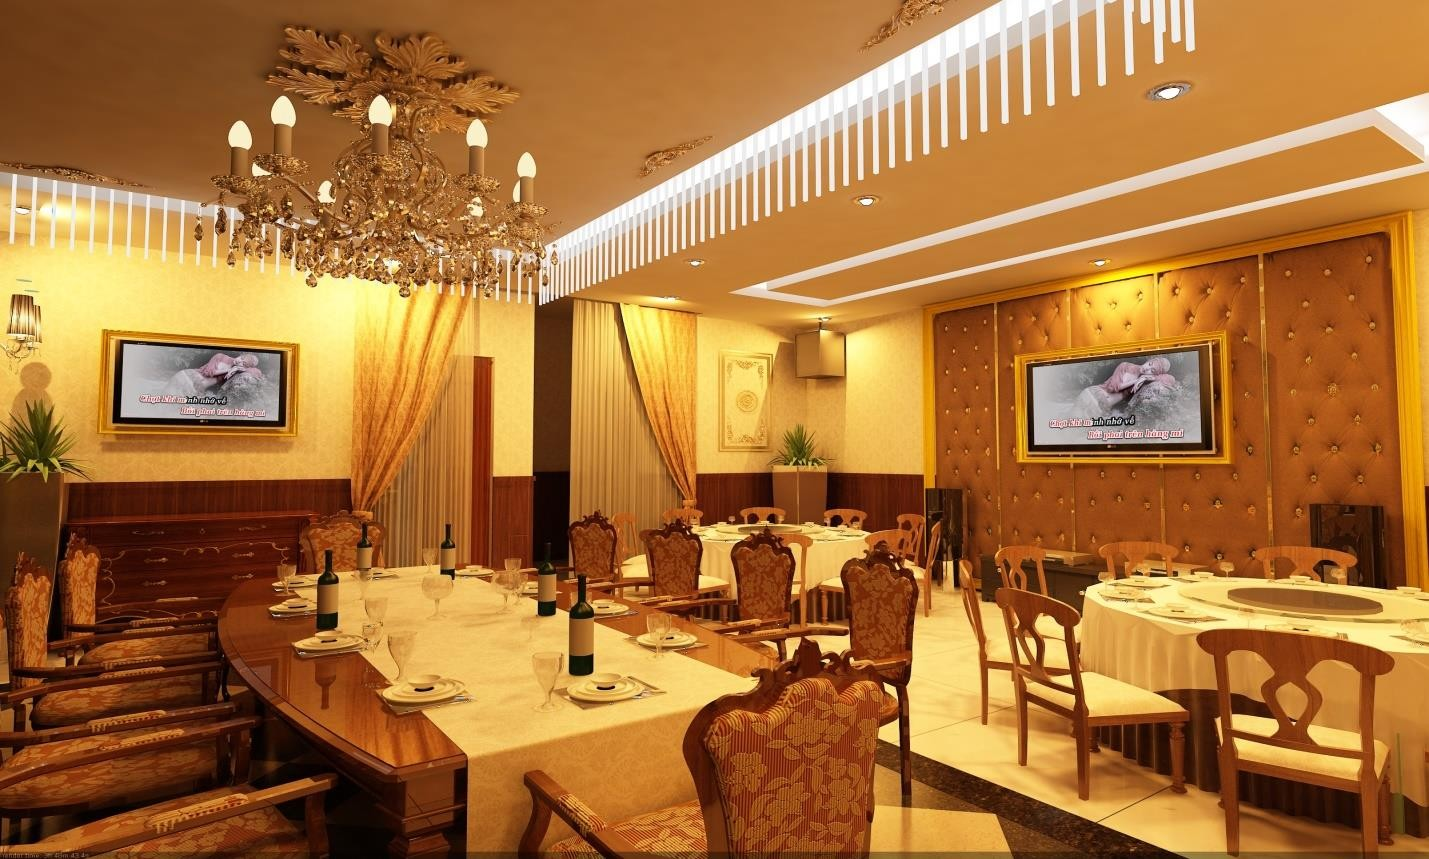 Chợt khi mình nhớ về
Rồi phai trên hàng mi
Chợt khi mình nhớ về
Rồi phai trên hàng mi